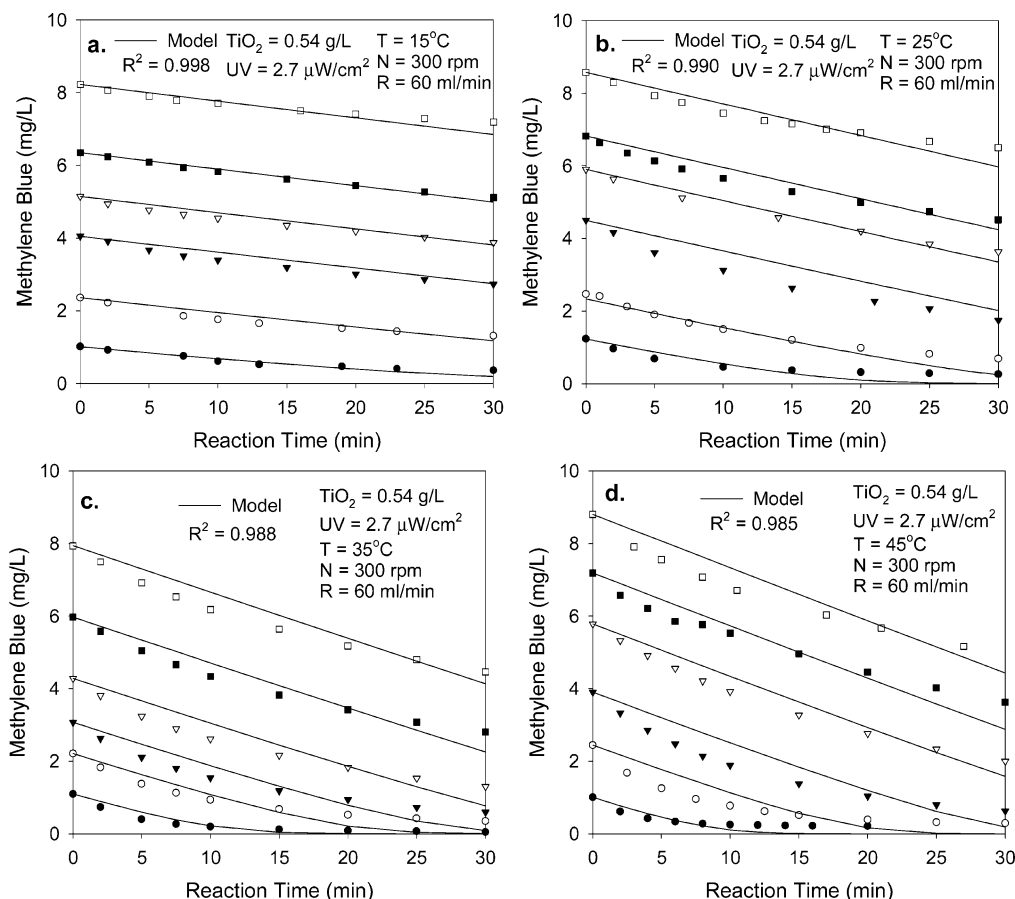 a.
Model
R² = 0.998
TiO₂ = 0.54 g/L
UV = 2.7 μW/cm²
T = 15°C
N = 300 rpm
R = 60 ml/min
Methylene Blue (mg/L)
10
8
6
4
2
0
0 5 10 15 20 25 30
Reaction Time (min)
b.
Model
R² = 0.990
TiO₂ = 0.54 g/L
UV = 2.7 μW/cm²
T = 25°C
N = 300 rpm
R = 60 ml/min
Methylene Blue (mg/L)
10
8
6
4
2
0
0 5 10 15 20 25 30
Reaction Time (min)
c.
Model
R² = 0.988
TiO₂ = 0.54 g/L
UV = 2.7 μW/cm²
T = 35°C
N = 300 rpm
R = 60 ml/min
Methylene Blue (mg/L)
10
8
6
4
2
0
0 5 10 15 20 25 30
Reaction Time (min)
d.
Model
R² = 0.985
TiO₂ = 0.54 g/L
UV = 2.7 μW/cm²
T = 45°C
N = 300 rpm
R = 60 ml/min
Methylene Blue (mg/L)
10
8
6
4
2
0
0 5 10 15 20 25 30
Reaction Time (min)